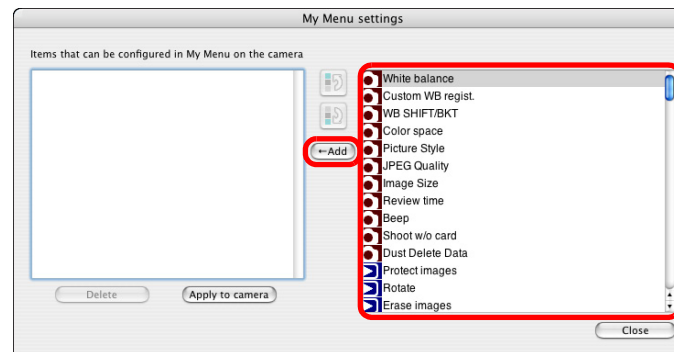 My Menu settings
Items that can be configured in My Menu on the camera
←Add
Delete
Apply to camera
White balance
Custom WB regist.
WB SHIFT/BKT
Color space
Picture Style
JPEG Quality
Image Size
Review time
Beep
Shoot w/o card
Dust Delete Data
Protect images
Rotate
Erase images
Close